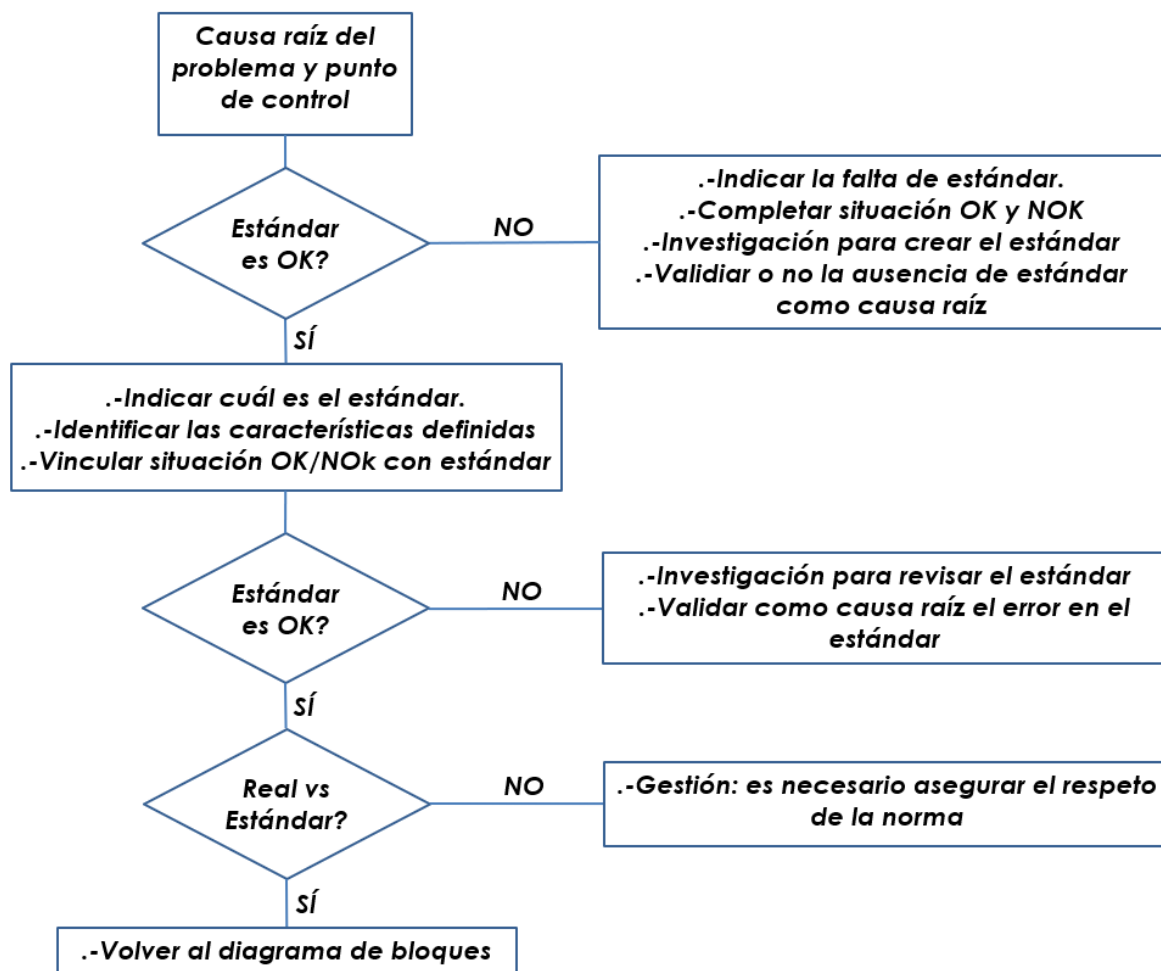 Causa raíz del
problema y punto
de control
Estándar
es OK?
NO
.-Indicar la falta de estándar.
.-Completar situación OK y NOK
.-Investigación para crear el estándar
.-Validiar o no la ausencia de estándar
como causa raíz
SÍ
.-Indicar cuál es el estándar.
.-Identificar las características definidas
.-Vincular situación OK/NOk con estándar
Estándar
es OK?
NO
.-Investigación para revisar el estándar
.-Validar como causa raíz el error en el
estándar
SÍ
Real vs
Estándar?
NO
.-Gestión: es necesario asegurar el respeto
de la norma
SÍ
.-Volver al diagrama de bloques